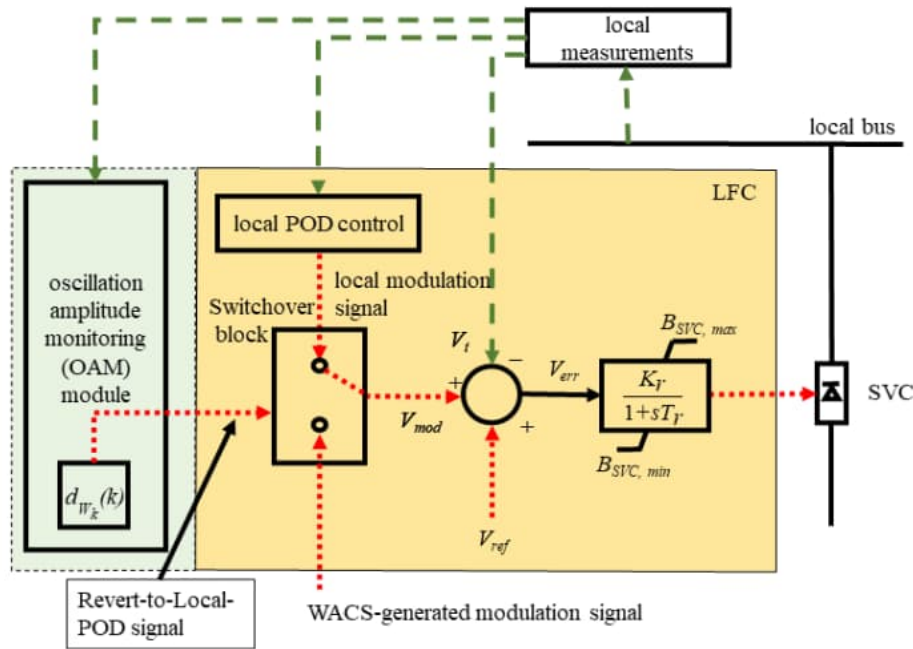 local
measurements
local bus
LFC
local POD control
oscillation
amplitude
monitoring
(OAM)
module
local modulation
signal
Switchover
block
V_t
−
+
+
V_mod
V_err
B_SVC, max
K_r
1+sT_r
B_SVC, min
SVC
d_{W_k}(k)
V_ref
Revert-to-Local-
POD signal
WACS-generated modulation signal